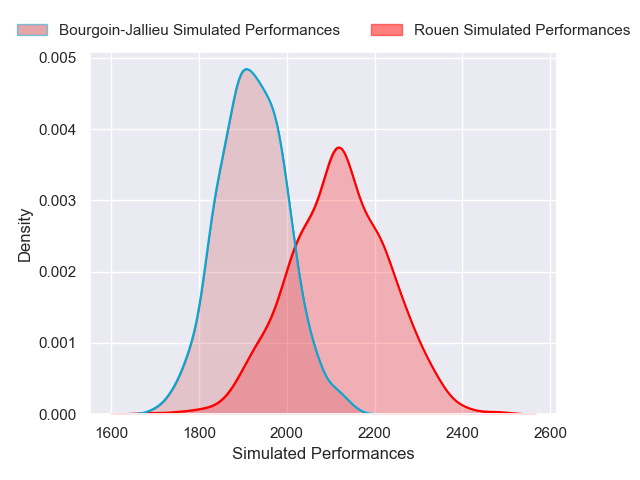 Bourgoin-Jallieu Simulated Performances Rouen Simulated Performances
0.005
0.004
0.003
0.002
0.001
0.000
Density
1600 1800 2000 2200 2400 2600
Simulated Performances